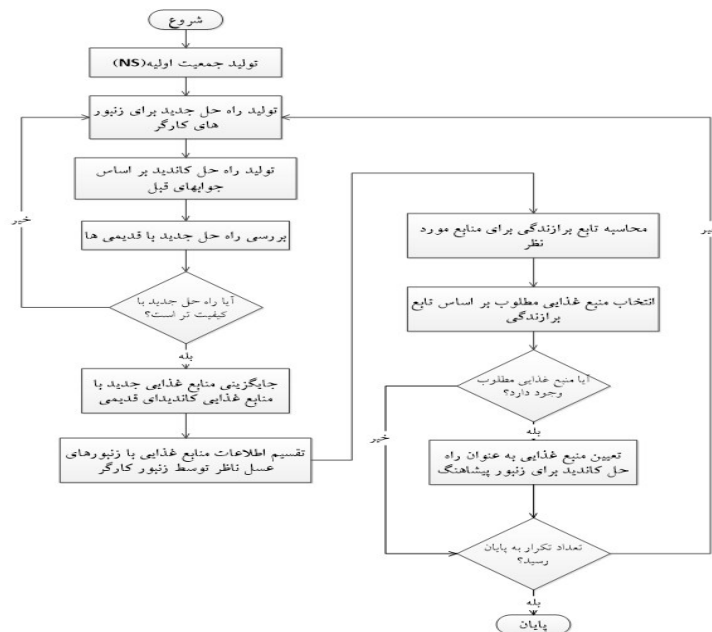 شروع
تولید جمعیت اولیه(NS)
تولید راه حل جدید برای زنبور
های کارگر
تولید راه حل کاندید بر اساس
جوابهای قبل
بررسی راه حل جدید با قدیمی ها
آیا راه حل جدید با
کیفیت تر است؟
خیر
بله
جایگزینی منابع غذایی جدید با
منابع غذایی کاندیدای قدیمی
تقسیم اطلاعات منابع غذایی با زنبورهای
عسل ناظر توسط زنبور کارگر
محاسبه تابع برازندگی برای منابع مورد
نظر
انتخاب منبع غذایی مطلوب بر اساس تابع
برازندگی
آیا منبع غذایی مطلوب
وجود دارد؟
بله
خیر
تعیین منبع غذایی به عنوان راه
حل کاندید برای زنبور پیشاهنگ
تعداد تکرار به پایان
رسید؟
خیر
بله
پایان